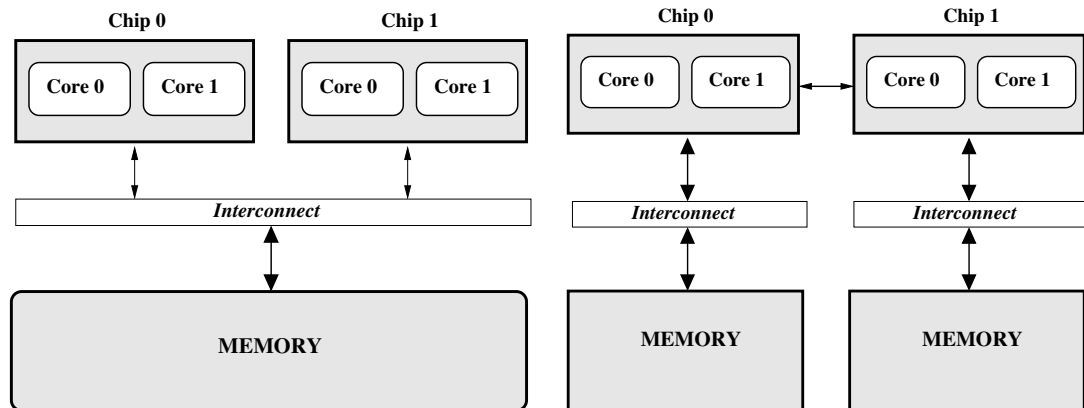 Chip 0 Chip 1 Chip 0 Chip 1
Core 0 Core 1 Core 0 Core 1 Core 0 Core 1 Core 0 Core 1
Interconnect Interconnect Interconnect
MEMORY MEMORY MEMORY